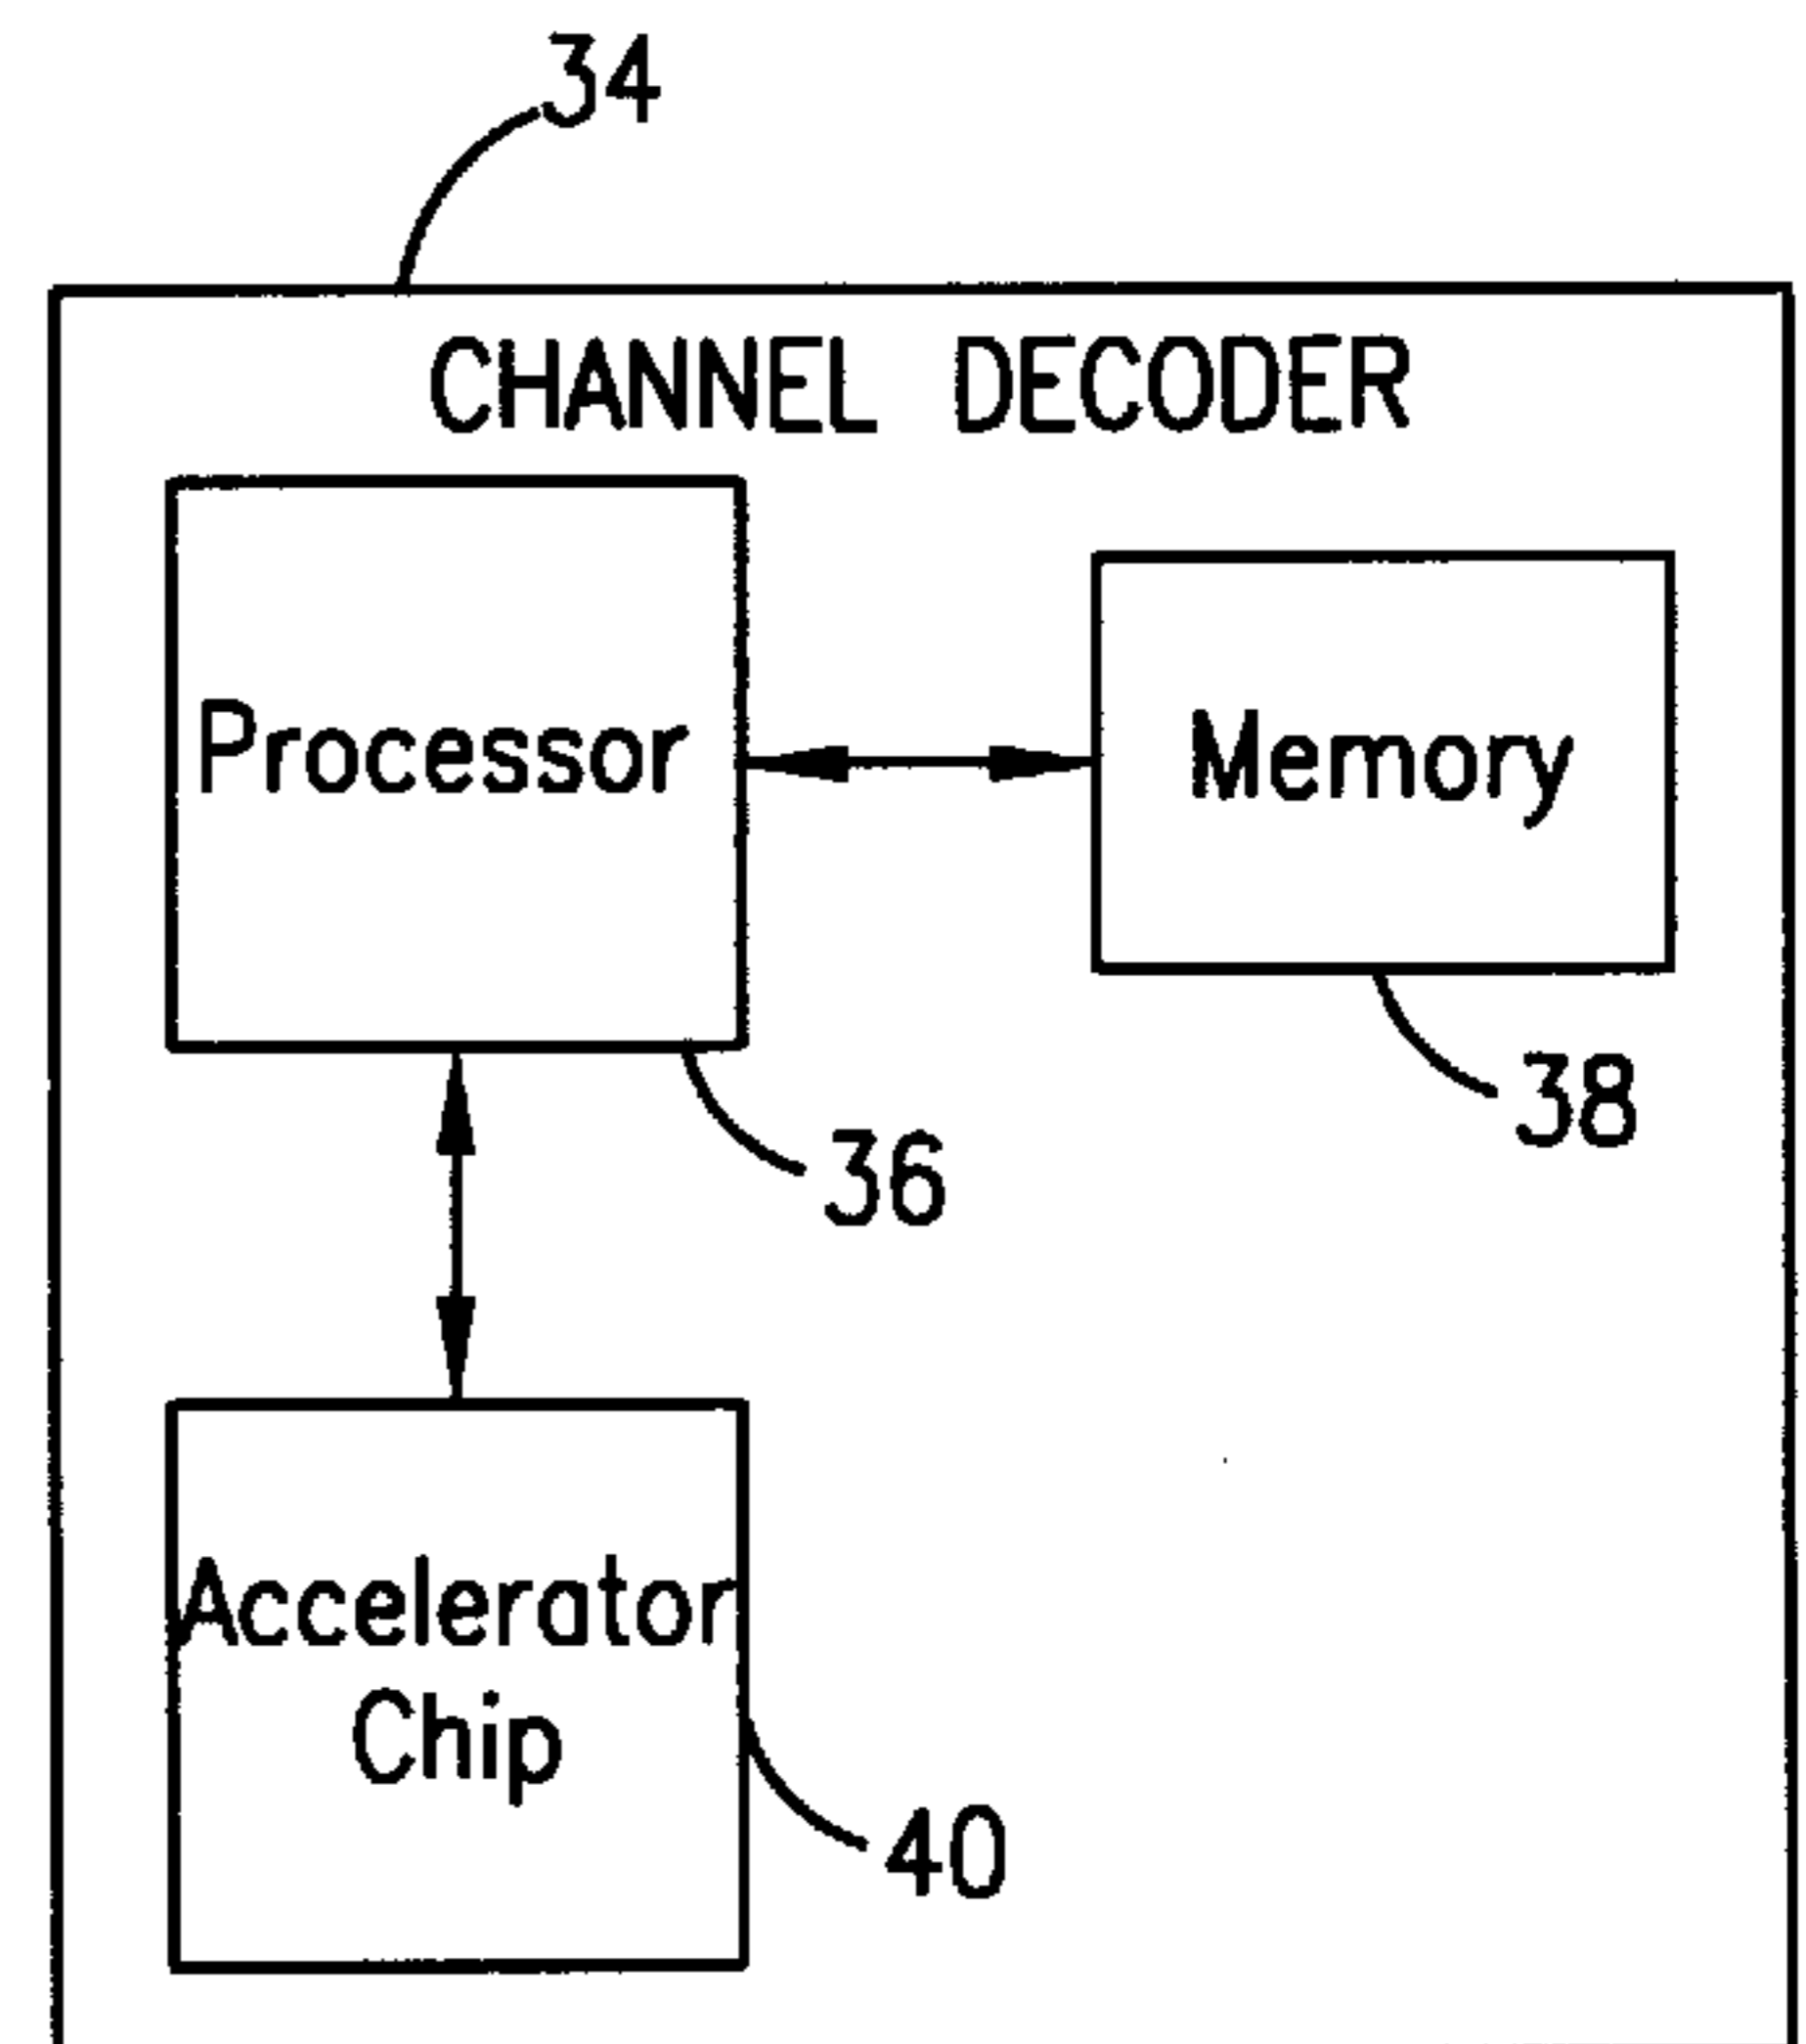 34
CHANNEL DECODER
Processor
Memory
38
36
Accelerator
Chip
40